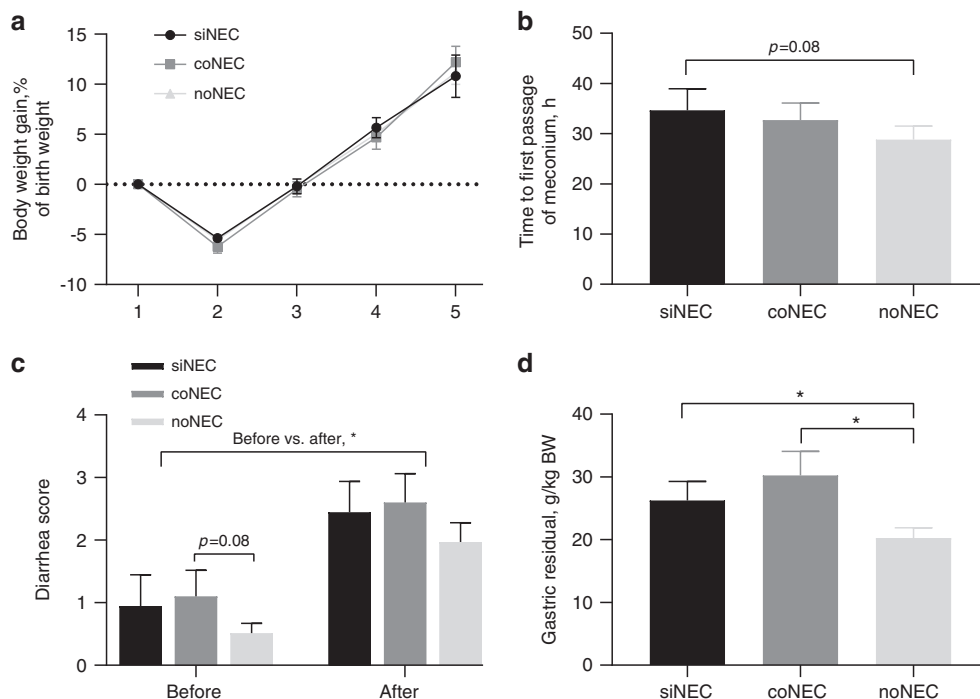 a
siNEC
coNEC
noNEC
Body weight gain,%
of birth weight
15
10
5
0
-5
-10
1 2 3 4 5
b
Time to first passage
of meconium, h
50
40
30
20
10
0
p=0.08
siNEC coNEC noNEC
c
siNEC
coNEC
noNEC
Diarrhea score
4
3
2
1
0
Before vs. after, *
p=0.08
Before After
d
Gastric residual, g/kg BW
40
30
20
10
0
*
*
siNEC coNEC noNEC